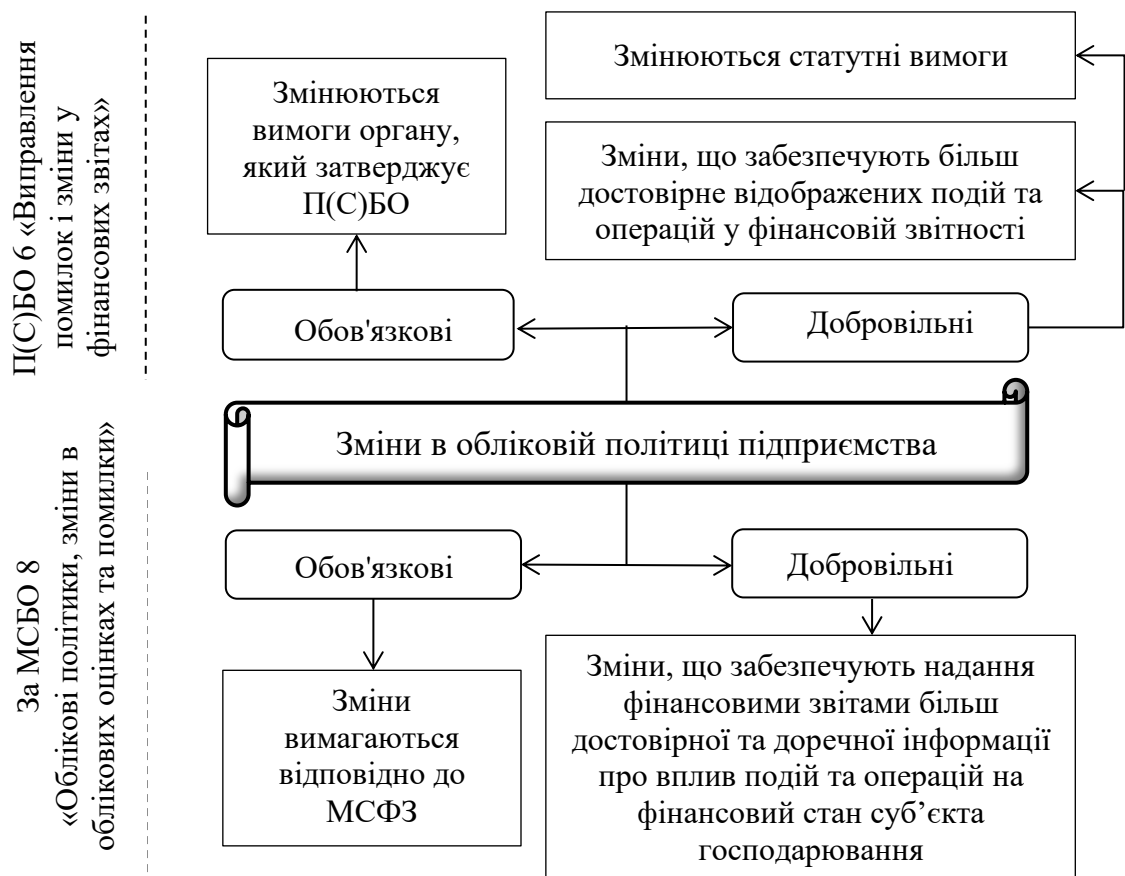 П(С)БО 6 «Виправлення
помилок і зміни у
фінансових звітах»
Змінюються
вимоги органу,
який затверджує
П(С)БО
Змінюються статутні вимоги
Зміни, що забезпечують більш
достовірне відображених подій та
операцій у фінансовій звітності
Обов'язкові
Добровільні
Зміни в обліковій політиці підприємства
За МСБО 8
«Облікові політики, зміни в
облікових оцінках та помилки»
Обов'язкові
Добровільні
Зміни
вимагаються
відповідно до
МСФЗ
Зміни, що забезпечують надання
фінансовими звітами більш
достовірної та доречної інформації
про вплив подій та операцій на
фінансовий стан суб’єкта
господарювання